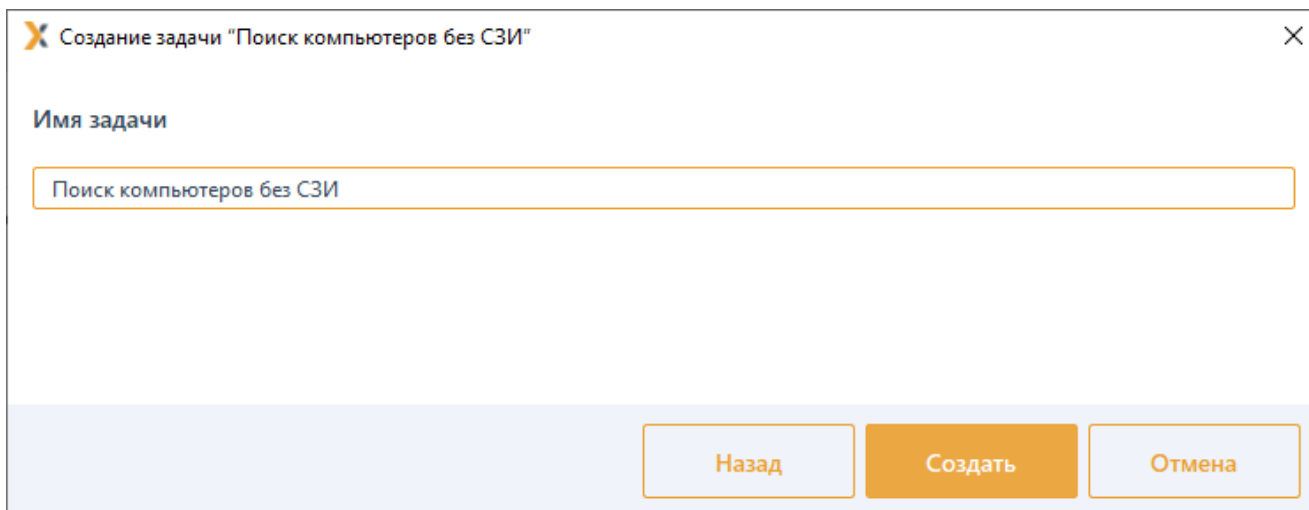 Создание задачи “Поиск компьютеров без СЗИ”
Имя задачи
Поиск компьютеров без СЗИ
Назад Создать Отмена